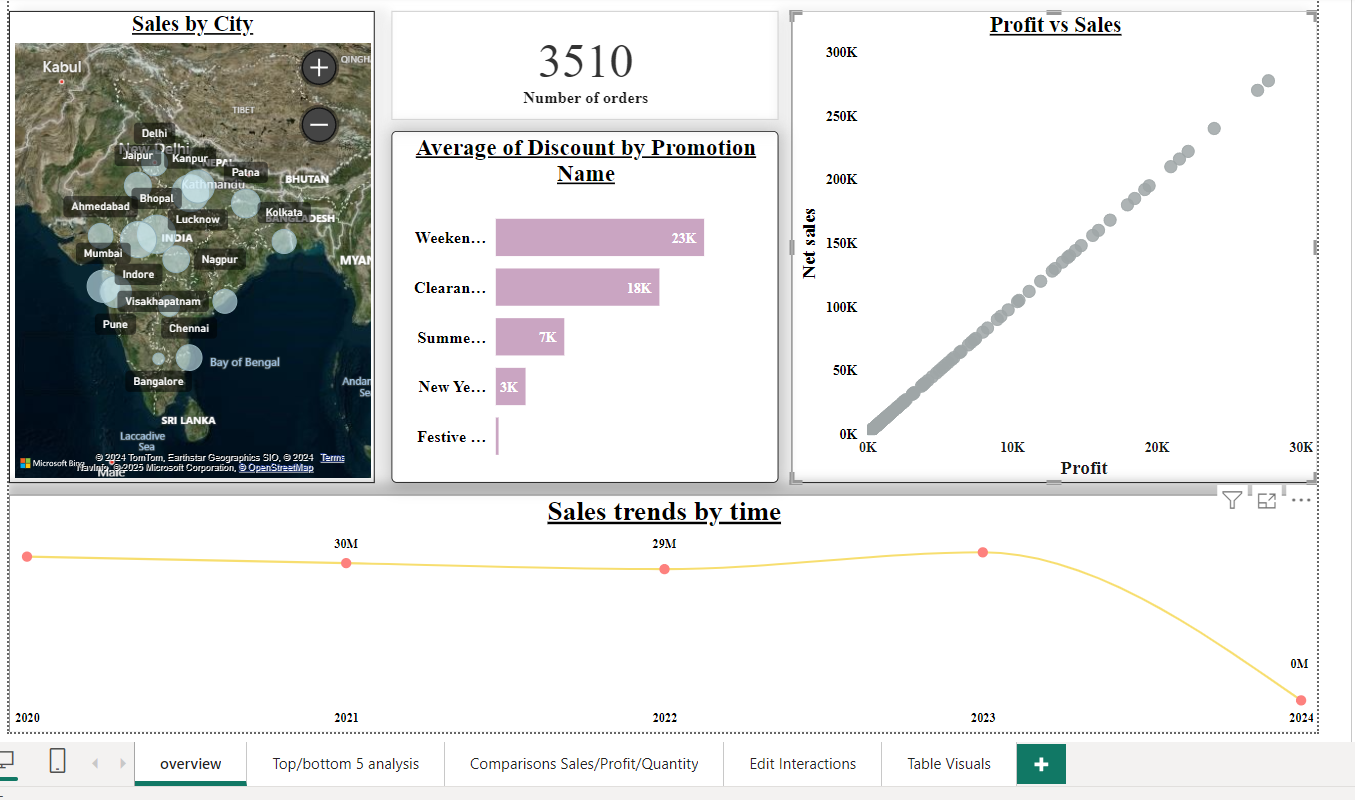 Sales by City
Kabul
QINGH
TIBET
Delhi
New Delhi
Jaipur
Kanpur
NEPAL
Patna
Kathmandu
BHUTAN
Ahmedabad
Bhopal
Kolkata
BANGLADESH
Lucknow
INDIA
Mumbai
Nagpur
MYAN
Indore
Visakhapatnam
Pune
Chennai
Bay of Bengal
Bangalore
Andar
Se
SRI LANKA
Laccadive
Sea
© 2024 TomTom, Earthstar Geographics SIO, © 2024 Terms
Microsoft Bing
NavInfo, © 2025 Microsoft Corporation, © OpenStreetMap
Male
3510
Number of orders
Average of Discount by Promotion
Name
Weeken... 23K
Clearan... 18K
Summe... 7K
New Ye... 3K
Festive ...
Profit vs Sales
300K
250K
200K
150K
100K
50K
0K
Net sales
0K 10K 20K 30K
Profit
Sales trends by time
30M 29M
0M
2020 2021 2022 2023 2024
overview Top/bottom 5 analysis Comparisons Sales/Profit/Quantity Edit Interactions Table Visuals